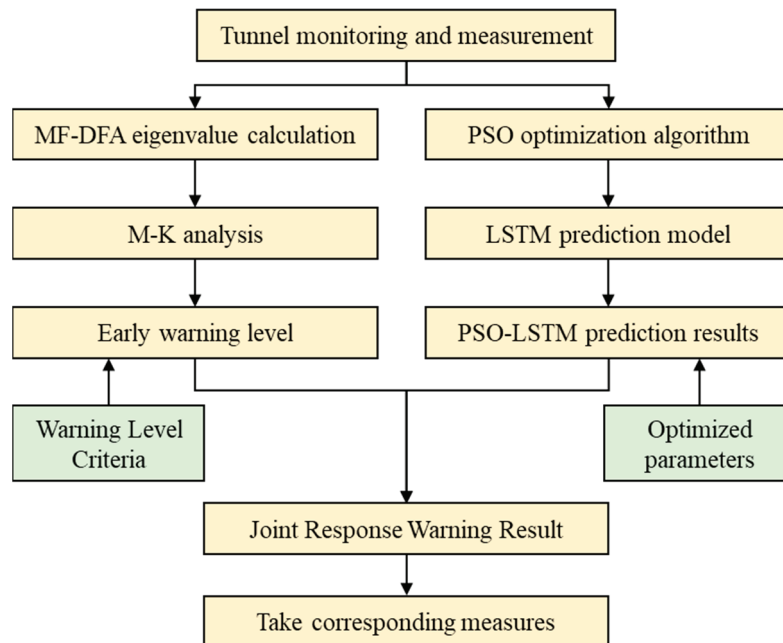 Tunnel monitoring and measurement
MF-DFA eigenvalue calculation
PSO optimization algorithm
M-K analysis
LSTM prediction model
Early warning level
PSO-LSTM prediction results
Warning Level
Criteria
Optimized
parameters
Joint Response Warning Result
Take corresponding measures